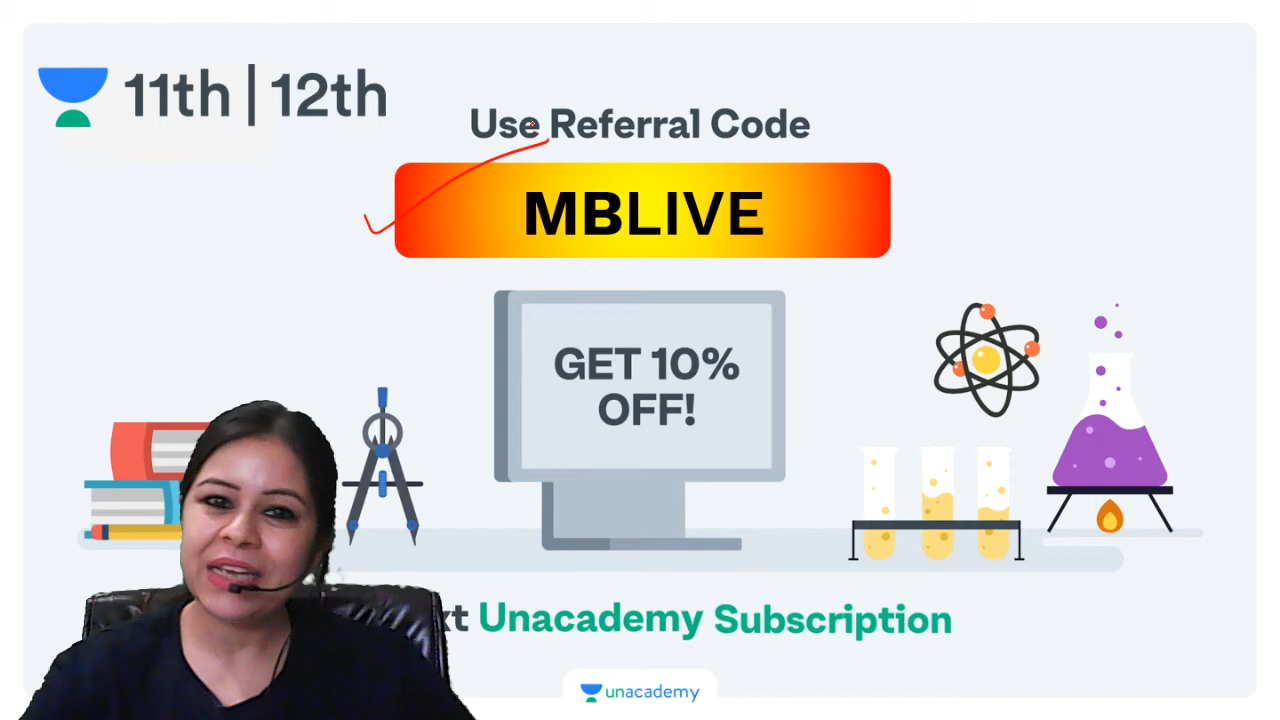 11th | 12th
Use Referral Code
MBLIVE
GET 10%
OFF!
Unacademy Subscription
unacademy